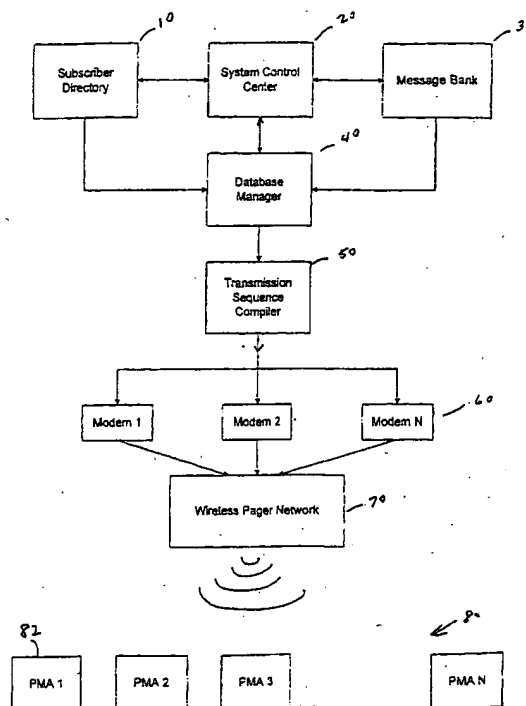 10
20
3
Subscriber
Directory
System Control
Center
Message Bank
40
Database
Manager
50
Transmission
Sequence
Compiler
Modem 1
Modem 2
Modem N
60
Wireless Pager Network
70
82
80
PMA 1
PMA 2
PMA 3
PMA N